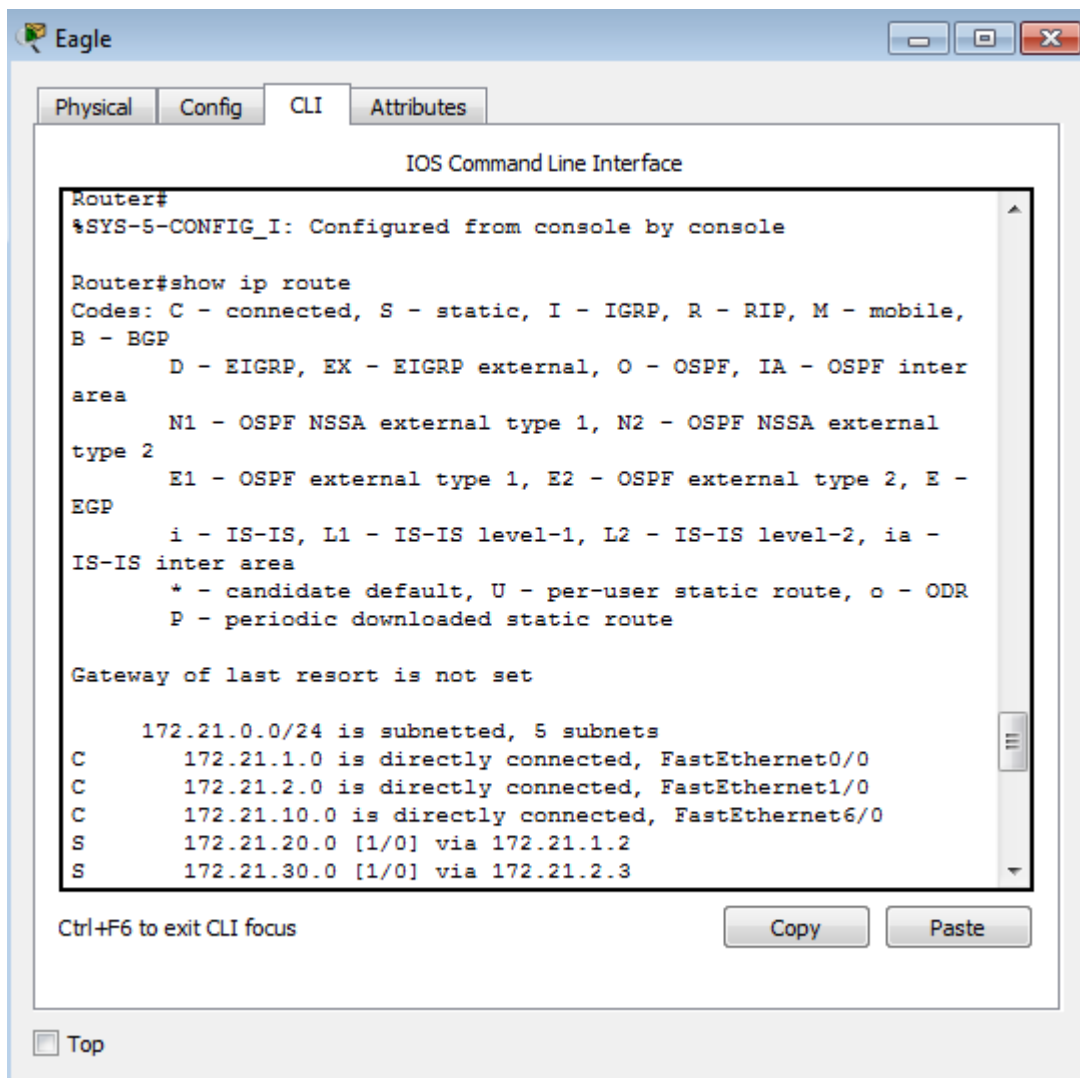 Eagle
Physical Config CLI Attributes
IOS Command Line Interface
Router#
%SYS-5-CONFIG_I: Configured from console by console
Router#show ip route
Codes: C - connected, S - static, I - IGRP, R - RIP, M - mobile,
B - BGP
D - EIGRP, EX - EIGRP external, O - OSPF, IA - OSPF inter
area
N1 - OSPF NSSA external type 1, N2 - OSPF NSSA external
type 2
E1 - OSPF external type 1, E2 - OSPF external type 2, E -
EGP
i - IS-IS, L1 - IS-IS level-1, L2 - IS-IS level-2, ia -
IS-IS inter area
* - candidate default, U - per-user static route, o - ODR
P - periodic downloaded static route
Gateway of last resort is not set
172.21.0.0/24 is subnetted, 5 subnets
C 172.21.1.0 is directly connected, FastEthernet0/0
C 172.21.2.0 is directly connected, FastEthernet1/0
C 172.21.10.0 is directly connected, FastEthernet6/0
S 172.21.20.0 [1/0] via 172.21.1.2
S 172.21.30.0 [1/0] via 172.21.2.3
Ctrl+F6 to exit CLI focus Copy Paste
Top